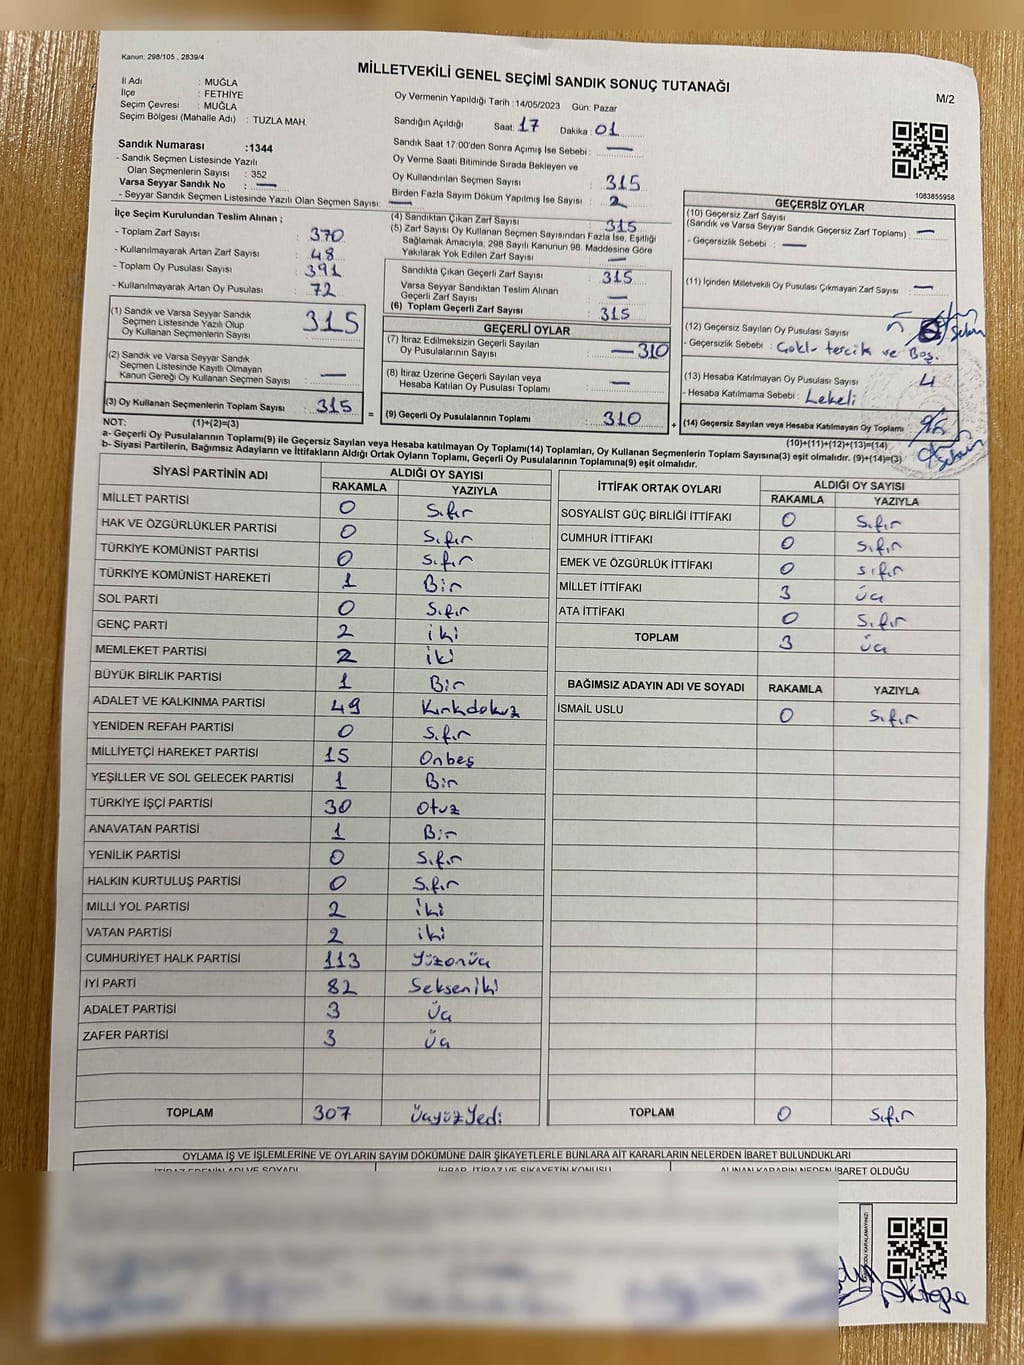 Kanun: 298/105 , 2839/4
MİLLETVEKİLİ GENEL SEÇİMİ SANDIK SONUÇ TUTANAĞI
M/2
İl Adı : MUĞLA
İlçe : FETHİYE
Seçim Çevresi : MUĞLA
Seçim Bölgesi (Mahalle Adı) : TUZLA MAH.
Oy Vermenin Yapıldığı Tarih :14/05/2023 Gün: Pazar
Sandığın Açıldığı Saat: 17 Dakika : 01
Sandık Saat 17:00'den Sonra Açımış İse Sebebi : —
Sandık Numarası :1344
- Sandık Seçmen Listesinde Yazılı
Olan Seçmenlerin Sayısı : 352
Varsa Seyyar Sandık No : —
- Seyyar Sandık Seçmen Listesinde Yazılı Olan Seçmen Sayısı : —
Oy Verme Saati Bitiminde Sırada Bekleyen ve
Oy Kullandırılan Seçmen Sayısı : 315
Birden Fazla Sayım Döküm Yapılmış İse Sayısı : 2
1083855958
İlçe Seçim Kurulundan Teslim Alınan ;
- Toplam Zarf Sayısı : 370
- Kullanılmayarak Artan Zarf Sayısı : 48
- Toplam Oy Pusulası Sayısı : 391
- Kullanılmayarak Artan Oy Pusulası : 72
(4) Sandıktan Çıkan Zarf Sayısı : 315
(5) Zarf Sayısı Oy Kullanan Seçmen Sayısından Fazla İse, Eşitliği
Sağlamak Amacıyla, 298 Sayılı Kanunun 98. Maddesine Göre
Yakılarak Yok Edilen Zarf Sayısı : —
Sandıkta Çıkan Geçerli Zarf Sayısı : 315
Varsa Seyyar Sandıktan Teslim Alınan
Geçerli Zarf Sayısı : —
(6) Toplam Geçerli Zarf Sayısı : 315
GEÇERSİZ OYLAR
(10) Geçersiz Zarf Sayısı
(Sandık ve Varsa Seyyar Sandık Geçersiz Zarf Toplamı) : —
- Geçersizlik Sebebi : —
(11) İçinden Milletvekili Oy Pusulası Çıkmayan Zarf Sayısı : —
(12) Geçersiz Sayılan Oy Pusulası Sayısı :
- Geçersizlik Sebebi : Çoklu tercik ve Boş.
(13) Hesaba Katılmayan Oy Pusulası Sayısı : 4
- Hesaba Katılmama Sebebi : Lekeli
(14) Geçersiz Sayılan veya Hesaba Katılmayan Oy Toplamı :
(10)+(11)+(12)+(13)=(14)
(1) Sandık ve Varsa Seyyar Sandık
Seçmen Listesinde Yazılı Olup
Oy Kullanan Seçmenlerin Sayısı : 315
(2) Sandık ve Varsa Seyyar Sandık
Seçmen Listesinde Kayıtlı Olmayan
Kanun Gereği Oy Kullanan Seçmen Sayısı : —
(3) Oy Kullanan Seçmenlerin Toplam Sayısı : 315 =
GEÇERLİ OYLAR
(7) İtiraz Edilmeksizin Geçerli Sayılan
Oy Pusulalarının Sayısı : — 310
(8) İtiraz Üzerine Geçerli Sayılan veya
Hesaba Katılan Oy Pusulası Toplamı : —
(9) Geçerli Oy Pusulalarının Toplamı : 310 +
NOT: (1)+(2)=(3)
a- Geçerli Oy Pusulalarının Toplamı(9) ile Geçersiz Sayılan veya Hesaba katılmayan Oy Toplamı(14) Toplamları, Oy Kullanan Seçmenlerin Toplam Sayısına(3) eşit olmalıdır. (9)+(14)=(3)
b- Siyasi Partilerin, Bağımsız Adayların ve İttifakların Aldığı Ortak Oyların Toplamı, Geçerli Oy Pusulalarının Toplamına(9) eşit olmalıdır.
SİYASİ PARTİNİN ADI ALDIĞI OY SAYISI
RAKAMLA YAZIYLA
MİLLET PARTİSİ 0 Sıfır
HAK VE ÖZGÜRLÜKLER PARTİSİ 0 Sıfır
TÜRKİYE KOMÜNİST PARTİSİ 0 Sıfır
TÜRKİYE KOMÜNİST HAREKETİ 1 Bir
SOL PARTİ 0 Sıfır
GENÇ PARTİ 2 iki
MEMLEKET PARTİSİ 2 iki
BÜYÜK BİRLİK PARTİSİ 1 Bir
ADALET VE KALKINMA PARTİSİ 49 Kırkdokuz
YENİDEN REFAH PARTİSİ 0 Sıfır
MİLLİYETÇİ HAREKET PARTİSİ 15 Onbeş
YEŞİLLER VE SOL GELECEK PARTİSİ 1 Bir
TÜRKİYE İŞÇİ PARTİSİ 30 Otuz
ANAVATAN PARTİSİ 1 Bir
YENİLİK PARTİSİ 0 Sıfır
HALKIN KURTULUŞ PARTİSİ 0 Sıfır
MİLLİ YOL PARTİSİ 2 iki
VATAN PARTİSİ 2 iki
CUMHURİYET HALK PARTİSİ 113 Yüzonüç
İYİ PARTİ 82 Sekseniki
ADALET PARTİSİ 3 Üç
ZAFER PARTİSİ 3 Üç
TOPLAM 307 ÜçyüzYedi
İTTİFAK ORTAK OYLARI ALDIĞI OY SAYISI
RAKAMLA YAZIYLA
SOSYALİST GÜÇ BİRLİĞİ İTTİFAKI 0 Sıfır
CUMHUR İTTİFAKI 0 Sıfır
EMEK VE ÖZGÜRLÜK İTTİFAKI 0 sıfır
MİLLET İTTİFAKI 3 üç
ATA İTTİFAKI 0 Sıfır
TOPLAM 3 üç
BAĞIMSIZ ADAYIN ADI VE SOYADI RAKAMLA YAZIYLA
İSMAİL USLU 0 Sıfır
TOPLAM 0 Sıfır
OYLAMA İŞ VE İŞLEMLERİNE VE OYLARIN SAYIM DÖKÜMÜNE DAİR ŞİKAYETLERLE BUNLARA AİT KARARLARIN NELERDEN İBARET BULUNDUKLARI
İTİRAZ EDENİN ADI VE SOYADI İHBAR, İTİRAZ VE ŞİKAYETİN KONUSU ALINAN KARARIN NEDEN İBARET OLDUĞU